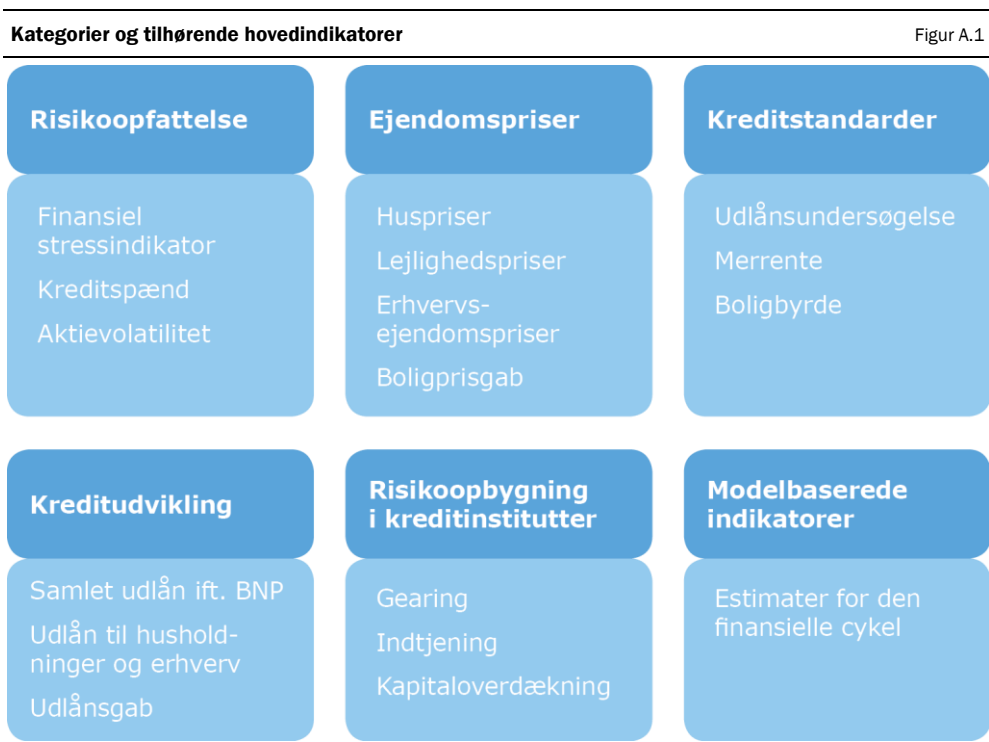 Kategorier og tilhørende hovedindikatorer
Figur A.1
Risikoopfattelse
Finansiel
stressindikator
Kreditspænd
Aktievolatilitet
Ejendomspriser
Huspriser
Lejlighedspriser
Erhvervs-
ejendomspriser
Boligprisgab
Kreditstandarder
Udlånsundersøgelse
Merrente
Boligbyrde
Kreditudvikling
Samlet udlån ift. BNP
Udlån til hushold-
ninger og erhverv
Udlånsgab
Risikoopbygning
i kreditinstitutter
Gearing
Indtjening
Kapitaloverdækning
Modelbaserede
indikatorer
Estimater for den
finansielle cykel